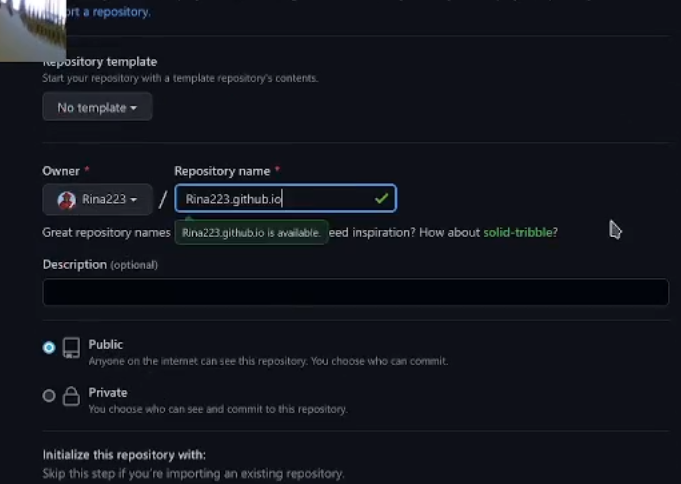 ort a repository.
Repository template
Start your repository with a template repository's contents.
No template
Owner * Repository name *
Rina223 / Rina223.github.io
Great repository names Rina223.github.io is available. eed inspiration? How about solid-tribble?
Description (optional)
Public
Anyone on the internet can see this repository. You choose who can commit.
Private
You choose who can see and commit to this repository.
Initialize this repository with:
Skip this step if you're importing an existing repository.